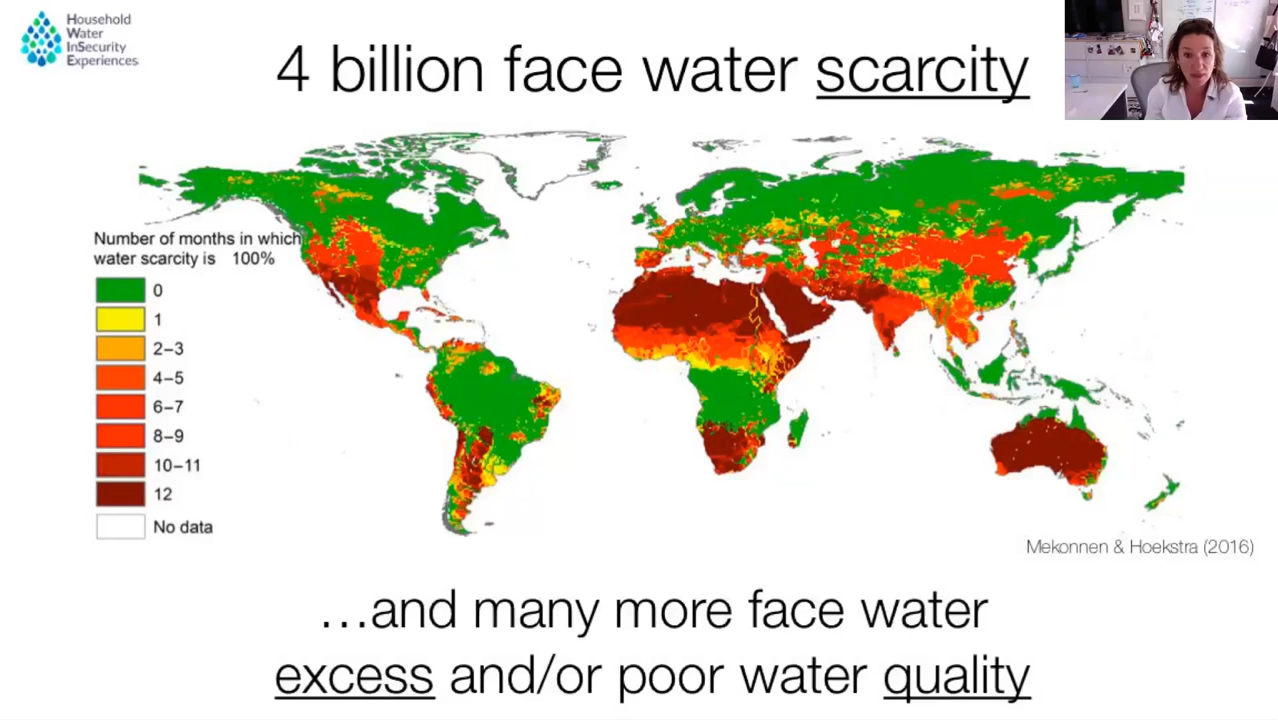 Household
Water
InSecurity
Experiences
4 billion face water scarcity
Number of months in which
water scarcity is 100%
0
1
2–3
4–5
6–7
8–9
10–11
12
No data
Mekonnen & Hoekstra (2016)
…and many more face water
excess and/or poor water quality